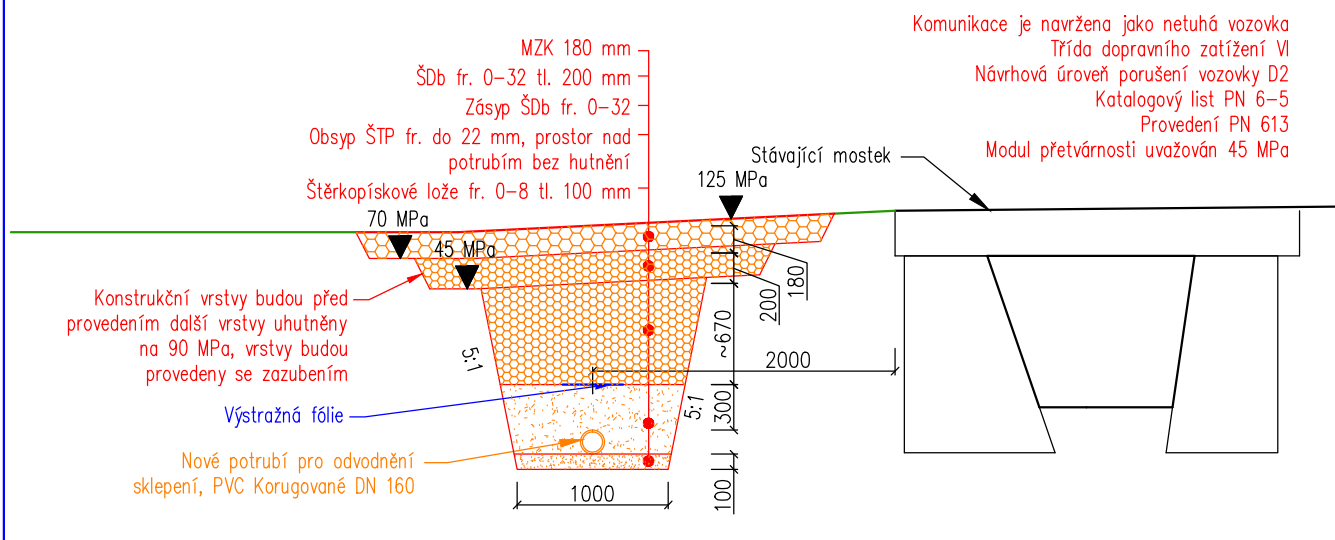 Komunikace je navržena jako netuhá vozovka
Třída dopravního zatížení VI
Návrhová úroveň porušení vozovky D2
Katalogový list PN 6-5
Provedení PN 613
Modul přetvárnosti uvažován 45 MPa
MZK 180 mm
ŠDb fr. 0-32 tl. 200 mm
Zásyp ŠDb fr. 0-32
Obsyp ŠTP fr. do 22 mm, prostor nad
potrubím bez hutnění
Štěrkopískové lože fr. 0-8 tl. 100 mm
Stávající mostek
125 MPa
70 MPa
45 MPa
Konstrukční vrstvy budou před
provedením další vrstvy uhutněny
na 90 MPa, vrstvy budou
provedeny se zazubením
180
200
~670
2000
5:1
5:1
300
Výstražná fólie
Nové potrubí pro odvodnění
sklepení, PVC Korugované DN 160
1000
100